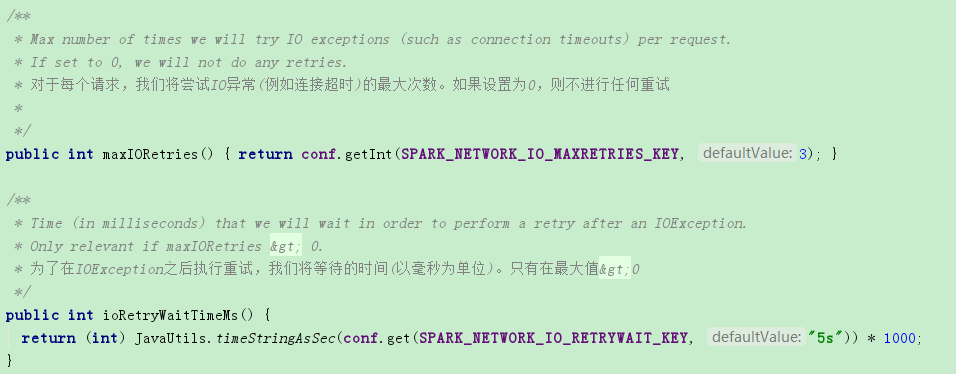 /**
 * Max number of times we will try IO exceptions (such as connection timeouts) per request.
 * If set to 0, we will not do any retries.
 * 对于每个请求，我们将尝试IO异常(例如连接超时)的最大次数。如果设置为0，则不进行任何重试
 *
 */
public int maxIORetries() { return conf.getInt(SPARK_NETWORK_IO_MAXRETRIES_KEY, defaultValue: 3); }
/**
 * Time (in milliseconds) that we will wait in order to perform a retry after an IOException.
 * Only relevant if maxIORetries &gt; 0.
 * 为了在IOException之后执行重试，我们将等待的时间(以毫秒为单位)。只有在最大值&gt;0
 */
public int ioRetryWaitTimeMs() {
  return (int) JavaUtils.timeStringAsSec(conf.get(SPARK_NETWORK_IO_RETRYWAIT_KEY, defaultValue: "5s")) * 1000;
}